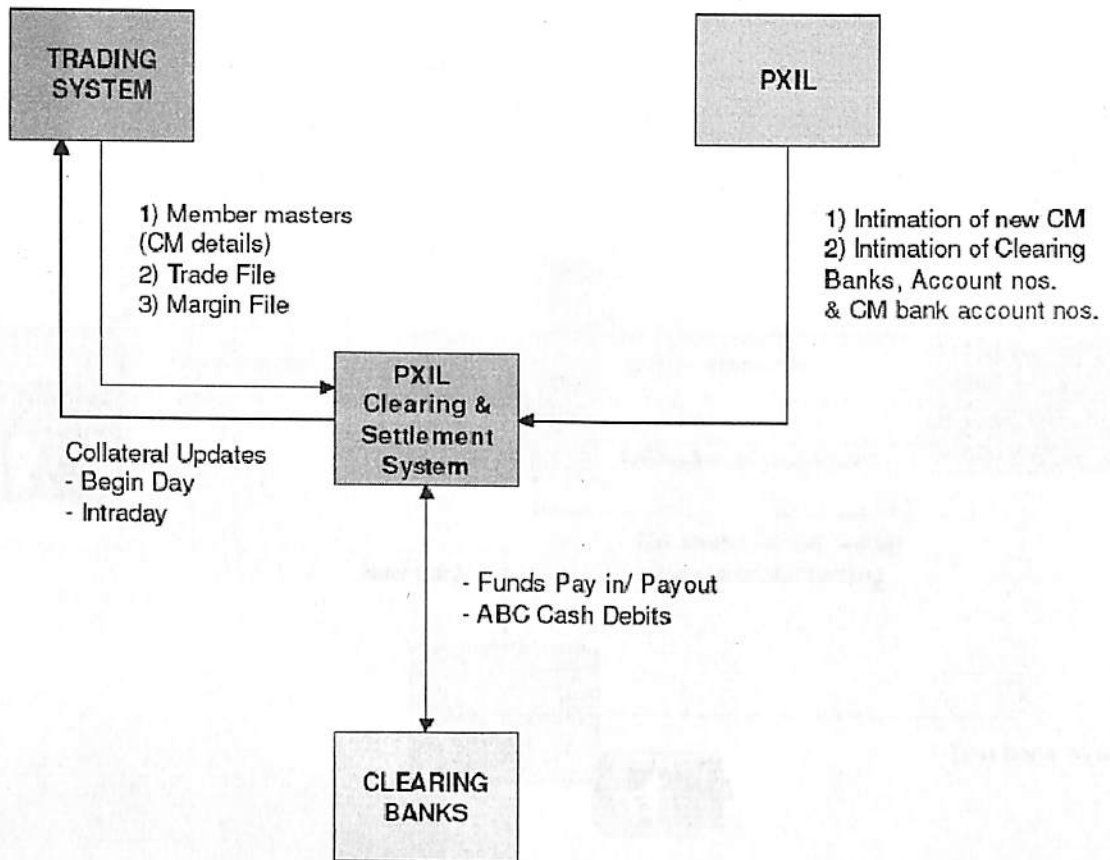 TRADING
SYSTEM
PXIL
1) Member masters
(CM details)
2) Trade File
3) Margin File
1) Intimation of new CM
2) Intimation of Clearing
Banks, Account nos.
& CM bank account nos.
PXIL
Clearing &
Settlement
System
Collateral Updates
- Begin Day
- Intraday
- Funds Pay in/ Payout
- ABC Cash Debits
CLEARING
BANKS